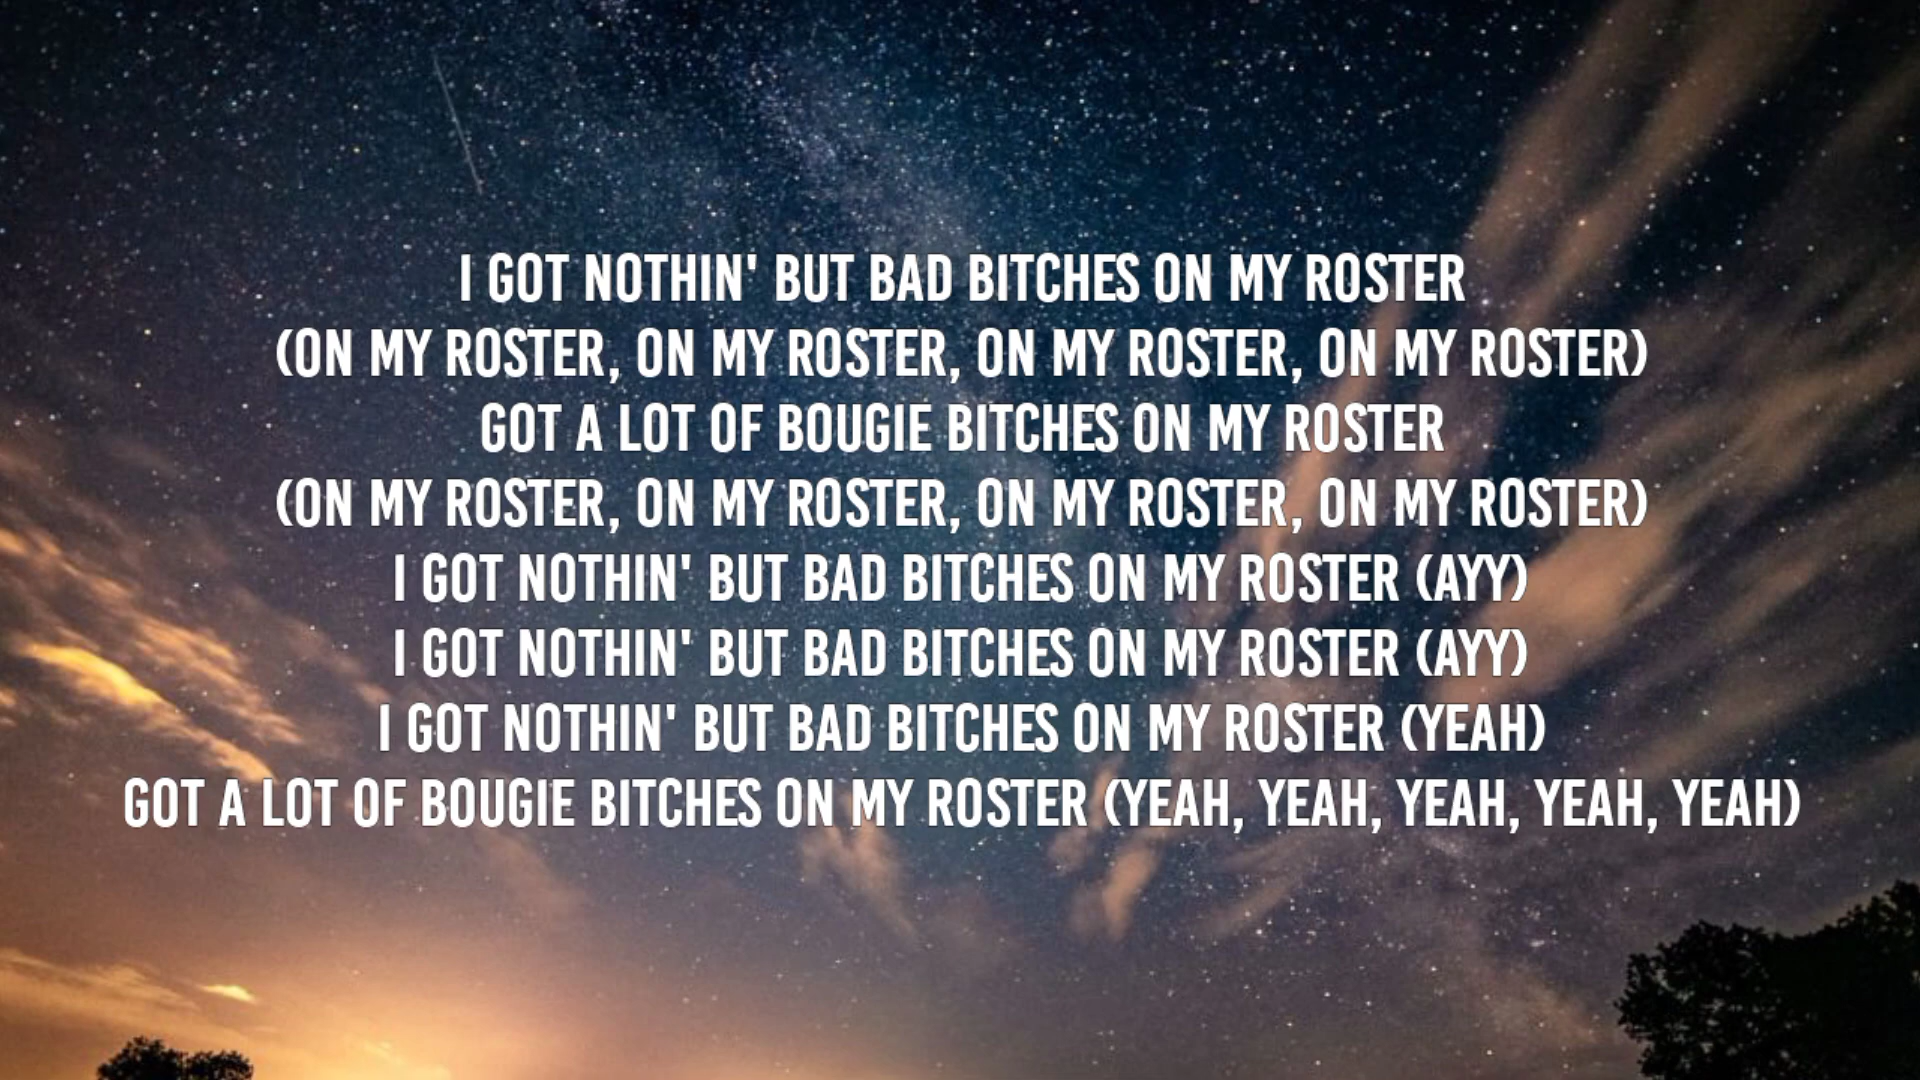 I GOT NOTHIN' BUT BAD BITCHES ON MY ROSTER
(ON MY ROSTER, ON MY ROSTER, ON MY ROSTER, ON MY ROSTER)
GOT A LOT OF BOUGIE BITCHES ON MY ROSTER
(ON MY ROSTER, ON MY ROSTER, ON MY ROSTER, ON MY ROSTER)
I GOT NOTHIN' BUT BAD BITCHES ON MY ROSTER (AYY)
I GOT NOTHIN' BUT BAD BITCHES ON MY ROSTER (AYY)
I GOT NOTHIN' BUT BAD BITCHES ON MY ROSTER (YEAH)
GOT A LOT OF BOUGIE BITCHES ON MY ROSTER (YEAH, YEAH, YEAH, YEAH, YEAH)